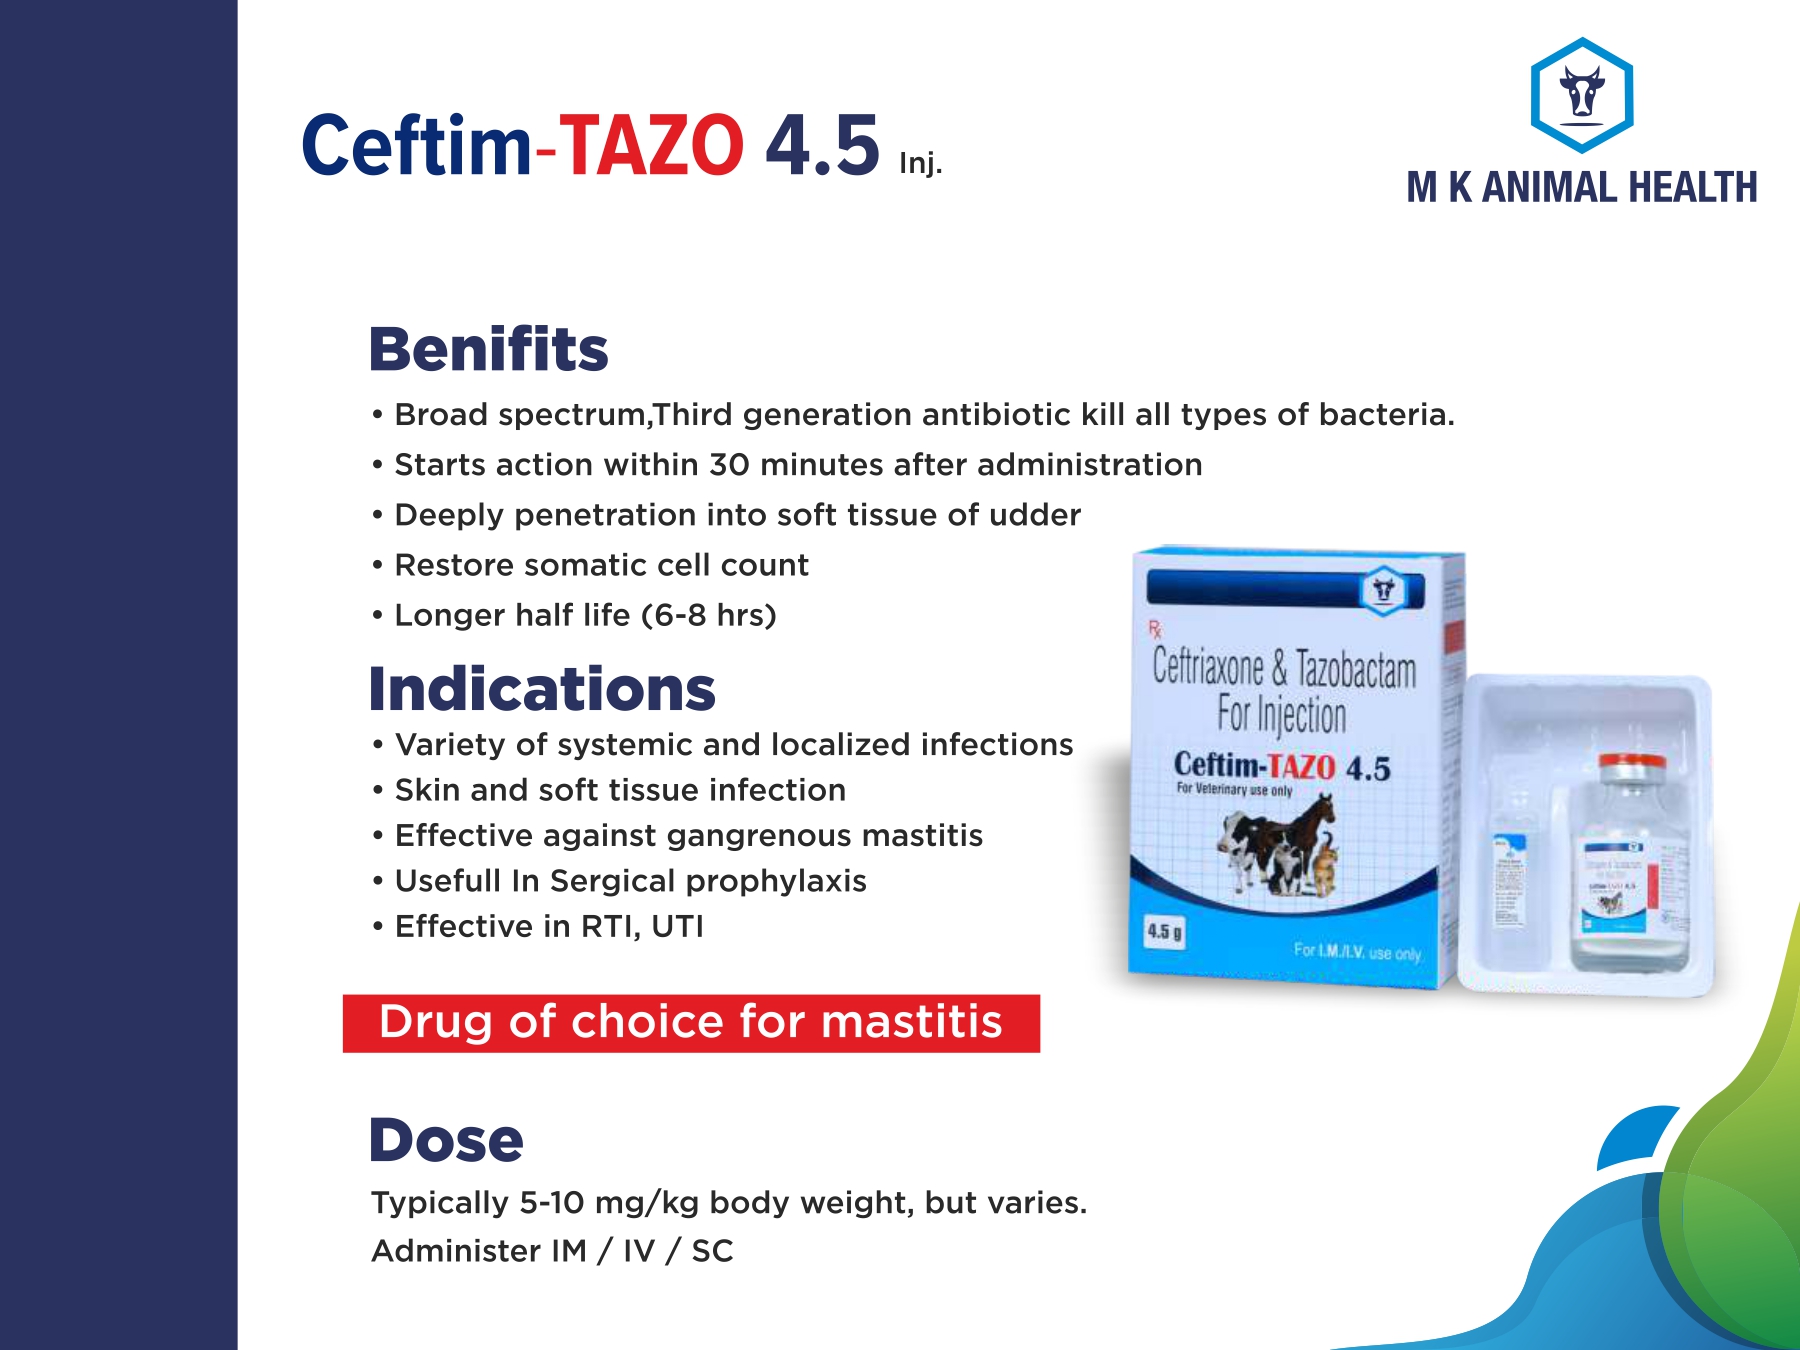 Ceftim-TAZO 4.5 Inj.
M K ANIMAL HEALTH
Benifits
• Broad spectrum,Third generation antibiotic kill all types of bacteria.
• Starts action within 30 minutes after administration
• Deeply penetration into soft tissue of udder
• Restore somatic cell count
• Longer half life (6-8 hrs)
Indications
• Variety of systemic and localized infections
• Skin and soft tissue infection
• Effective against gangrenous mastitis
• Usefull In Sergical prophylaxis
• Effective in RTI, UTI
Drug of choice for mastitis
Dose
Typically 5-10 mg/kg body weight, but varies.
Administer IM / IV / SC
Rx
Ceftriaxone & Tazobactam
For Injection
Ceftim-TAZO 4.5
For Veterinary use only
4.5 g
For I.M./I.V. use only